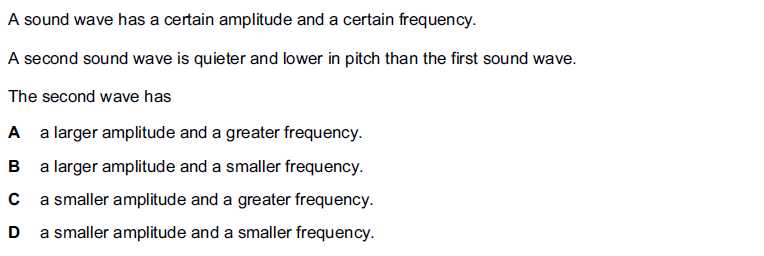 A sound wave has a certain amplitude and a certain frequency.
A second sound wave is quieter and lower in pitch than the first sound wave.
The second wave has
A a larger amplitude and a greater frequency.
B a larger amplitude and a smaller frequency.
C a smaller amplitude and a greater frequency.
D a smaller amplitude and a smaller frequency.